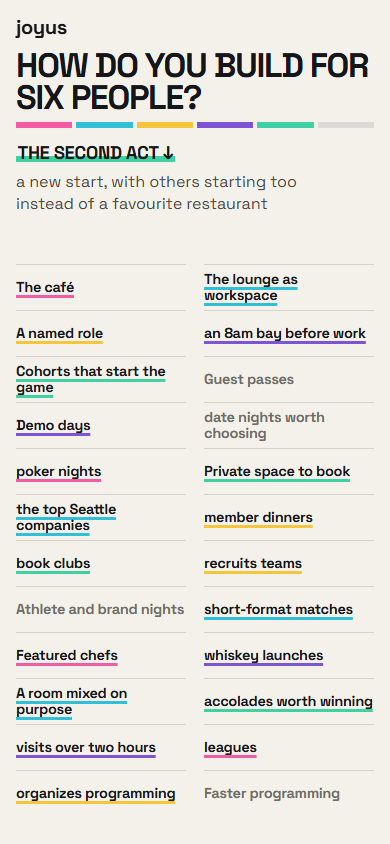 joyus
HOW DO YOU BUILD FOR
SIX PEOPLE?
THE SECOND ACT ↓
a new start, with others starting too
instead of a favourite restaurant
The café
The lounge as
workspace
A named role
an 8am bay before work
Cohorts that start the
game
Guest passes
Demo days
date nights worth
choosing
poker nights
Private space to book
the top Seattle
companies
member dinners
book clubs
recruits teams
Athlete and brand nights
short-format matches
Featured chefs
whiskey launches
A room mixed on
purpose
accolades worth winning
visits over two hours
leagues
organizes programming
Faster programming